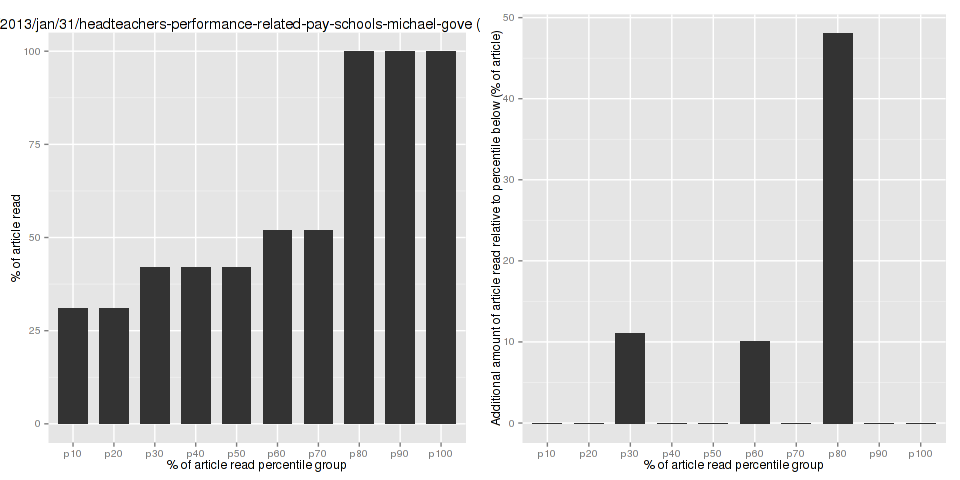 2013/jan/31/headteachers-performance-related-pay-schools-michael-gove (
% of article read
100
75
50
25
0
p10 p20 p30 p40 p50 p60 p70 p80 p90 p100
% of article read percentile group
Additional amount of article read relative to percentile below (% of article)
50
40
30
20
10
0
p10 p20 p30 p40 p50 p60 p70 p80 p90 p100
% of article read percentile group